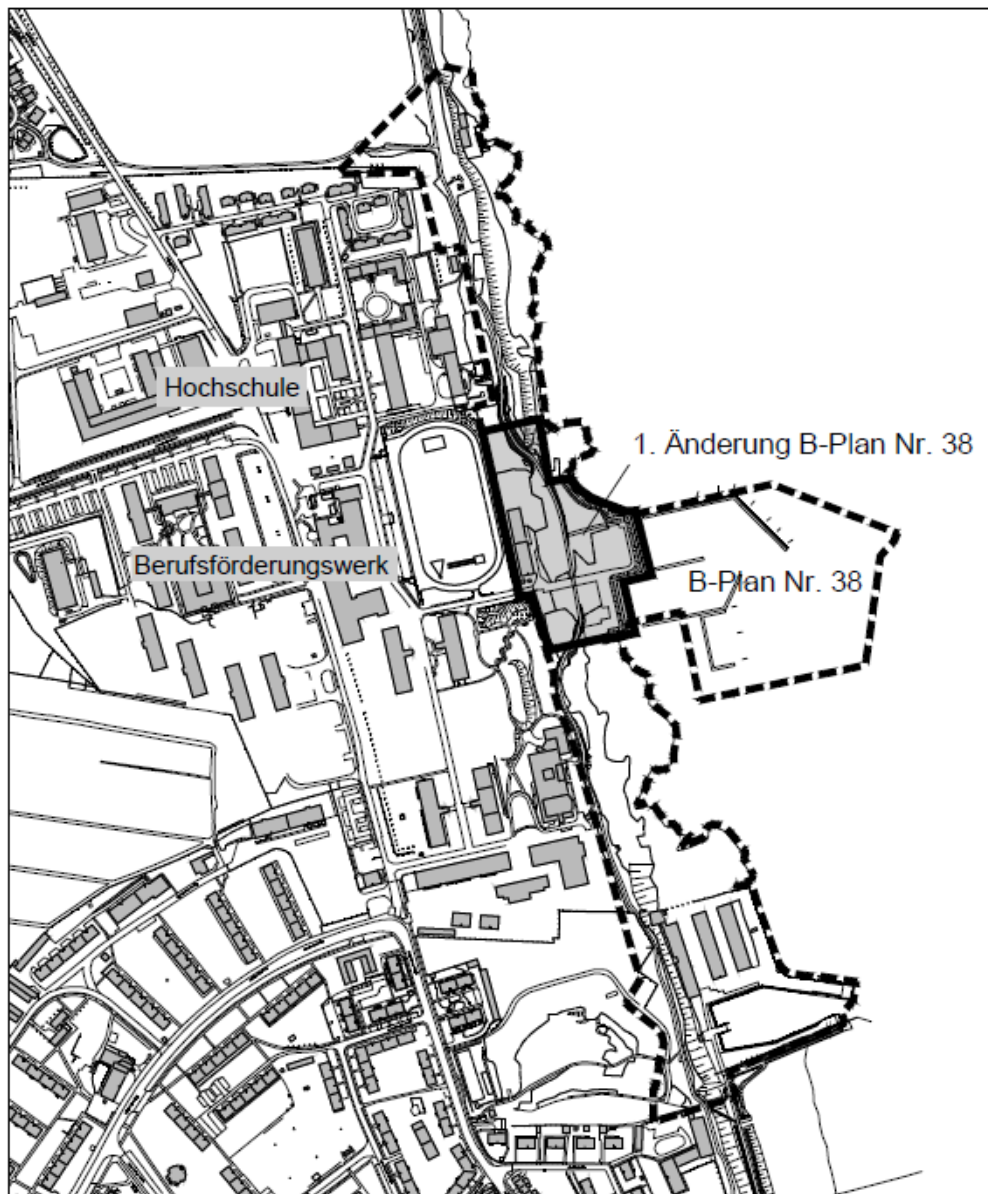 Hochschule
1. Änderung B-Plan Nr. 38
Berufsförderungswerk
B-Plan Nr. 38